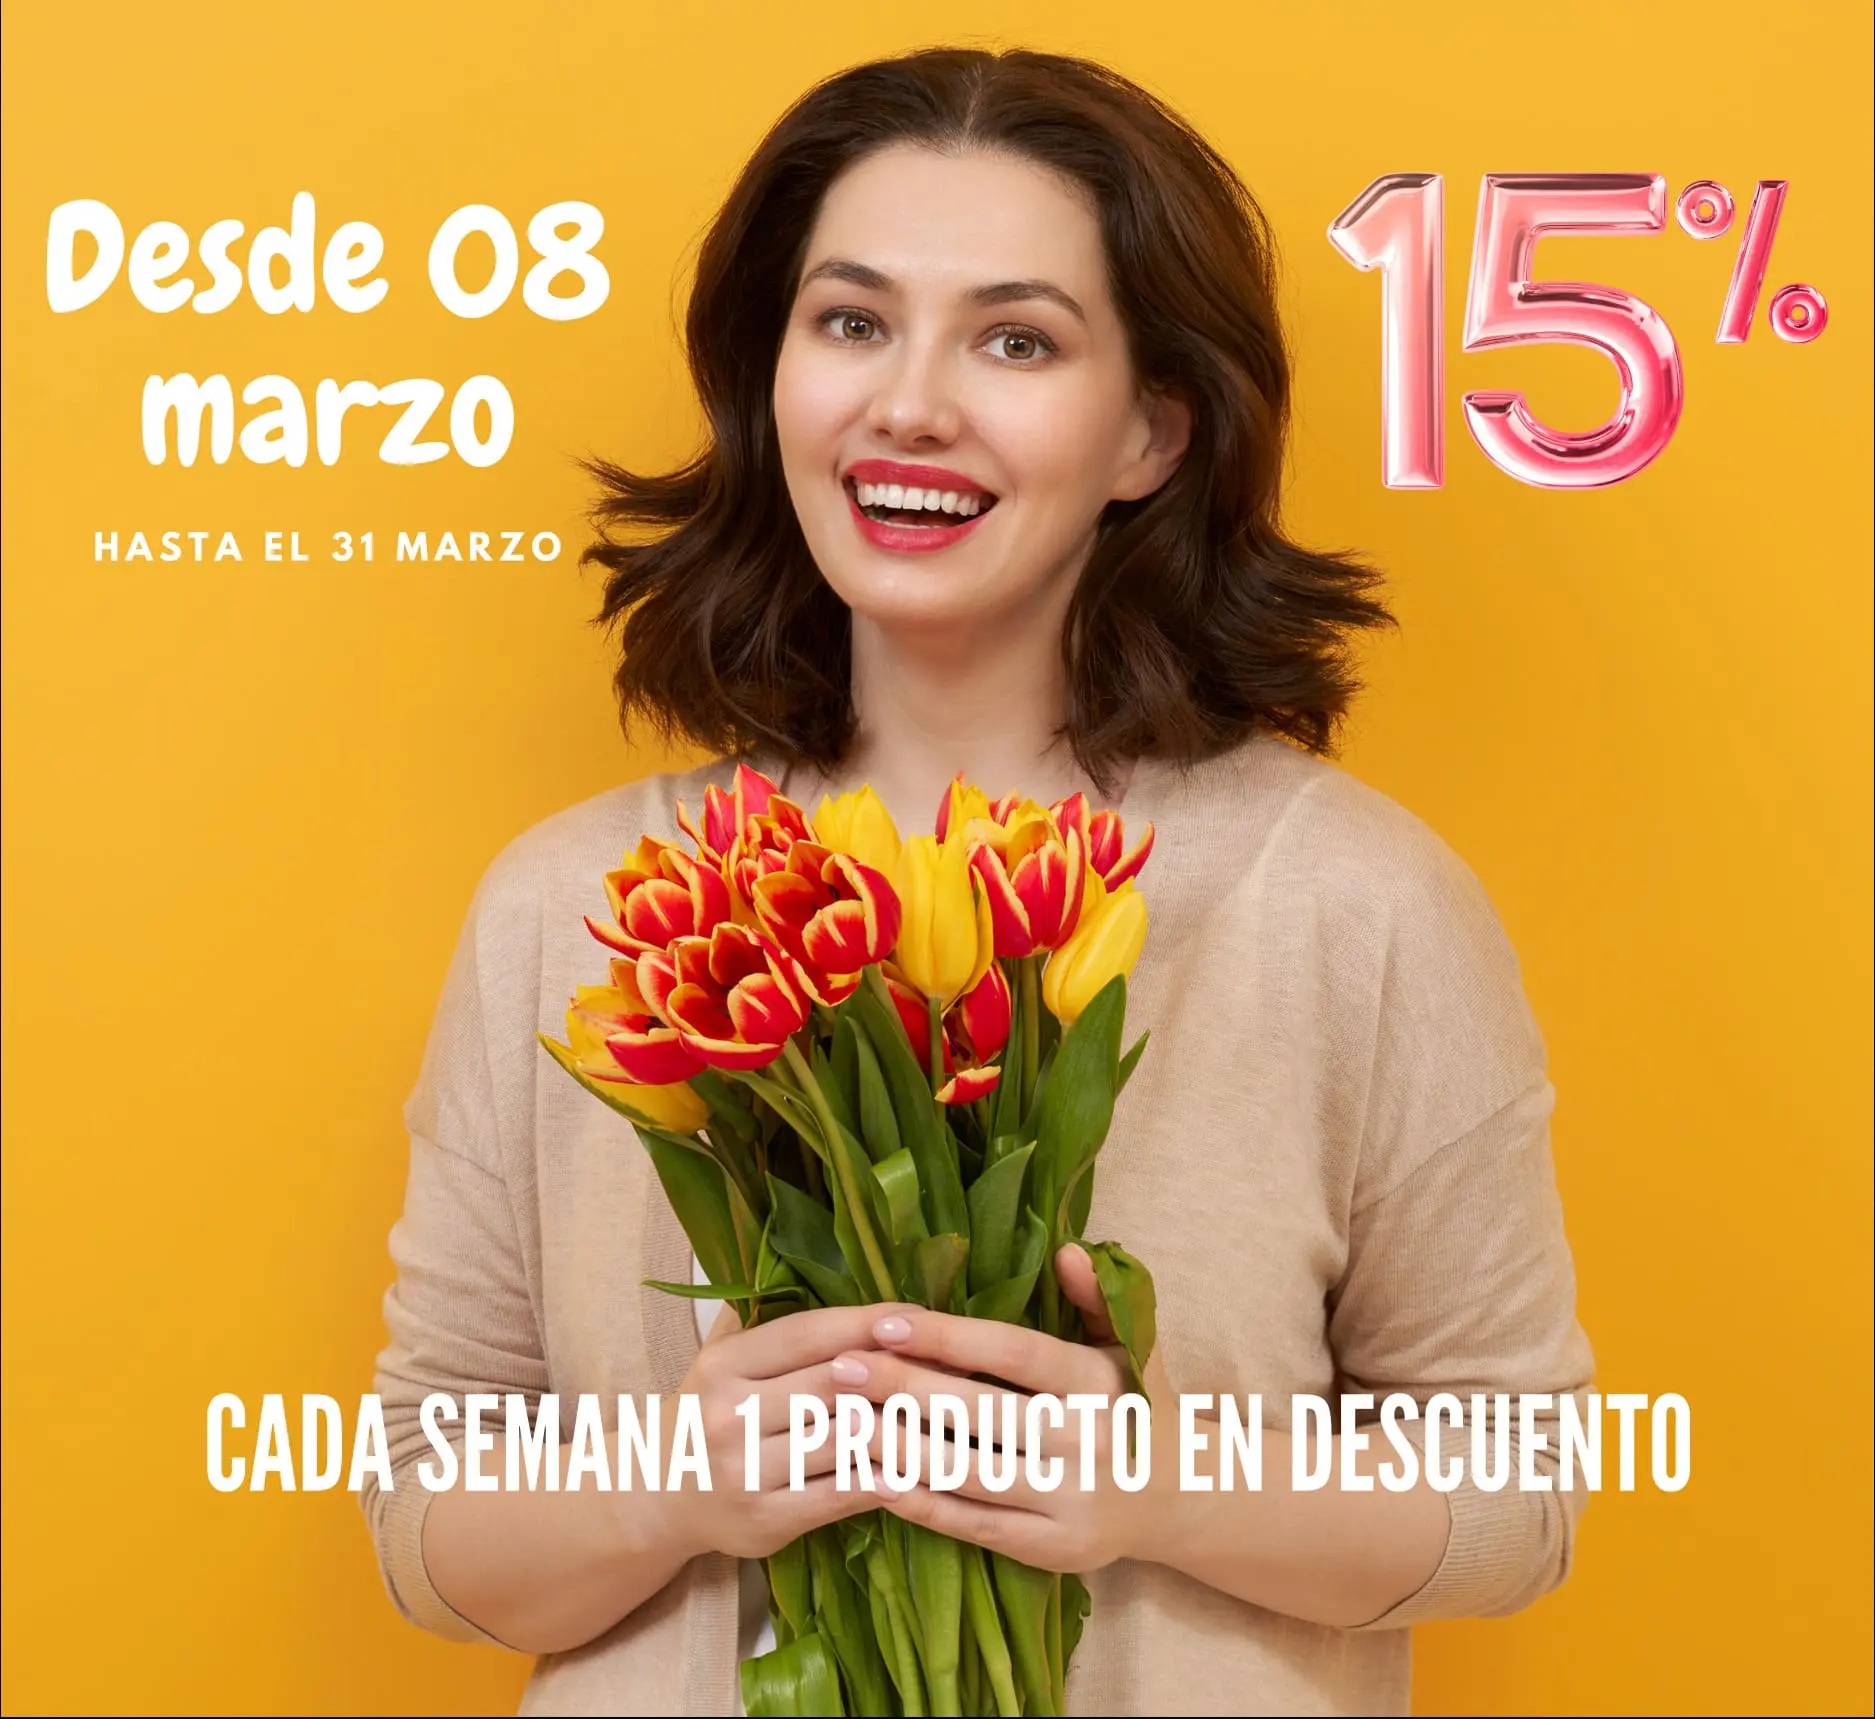 Desde 08
marzo
HASTA EL 31 MARZO
15%
CADA SEMANA 1 PRODUCTO EN DESCUENTO